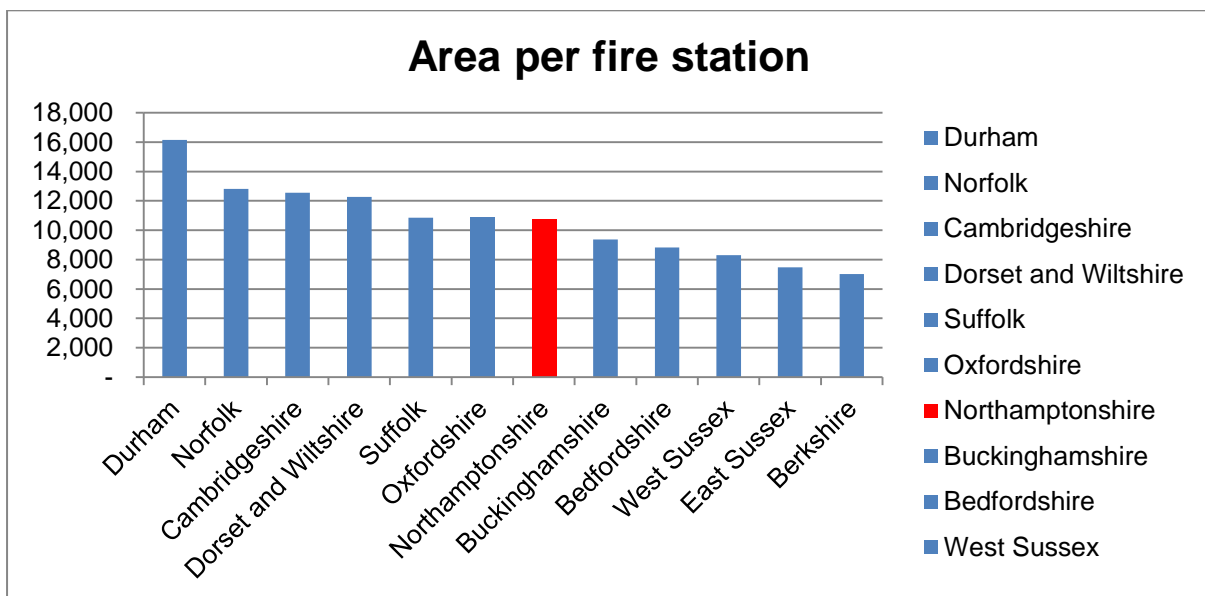 Area per fire station
18,000
16,000
14,000
12,000
10,000
8,000
6,000
4,000
2,000
-
Durham
Norfolk
Cambridgeshire
Dorset and Wiltshire
Suffolk
Oxfordshire
Northamptonshire
Buckinghamshire
Bedfordshire
West Sussex
East Sussex
Berkshire
Durham
Norfolk
Cambridgeshire
Dorset and Wiltshire
Suffolk
Oxfordshire
Northamptonshire
Buckinghamshire
Bedfordshire
West Sussex